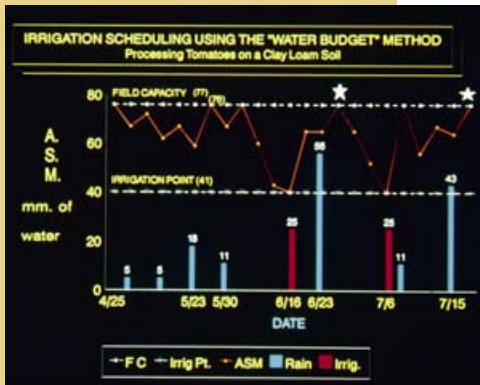 IRRIGATION SCHEDULING USING THE "WATER BUDGET" METHOD
Processing Tomatoes on a Clay Loam Soil
80
FIELD CAPACITY (77)
(76)
A.
S.
M.
mm. of
water
60
40
20
0
IRRIGATION POINT (41)
5
5
18
11
25
56
25
11
43
4/25
5/23
5/30
6/16
6/23
7/6
7/15
DATE
F C
Irrig Pt.
ASM
Rain
Irrig.